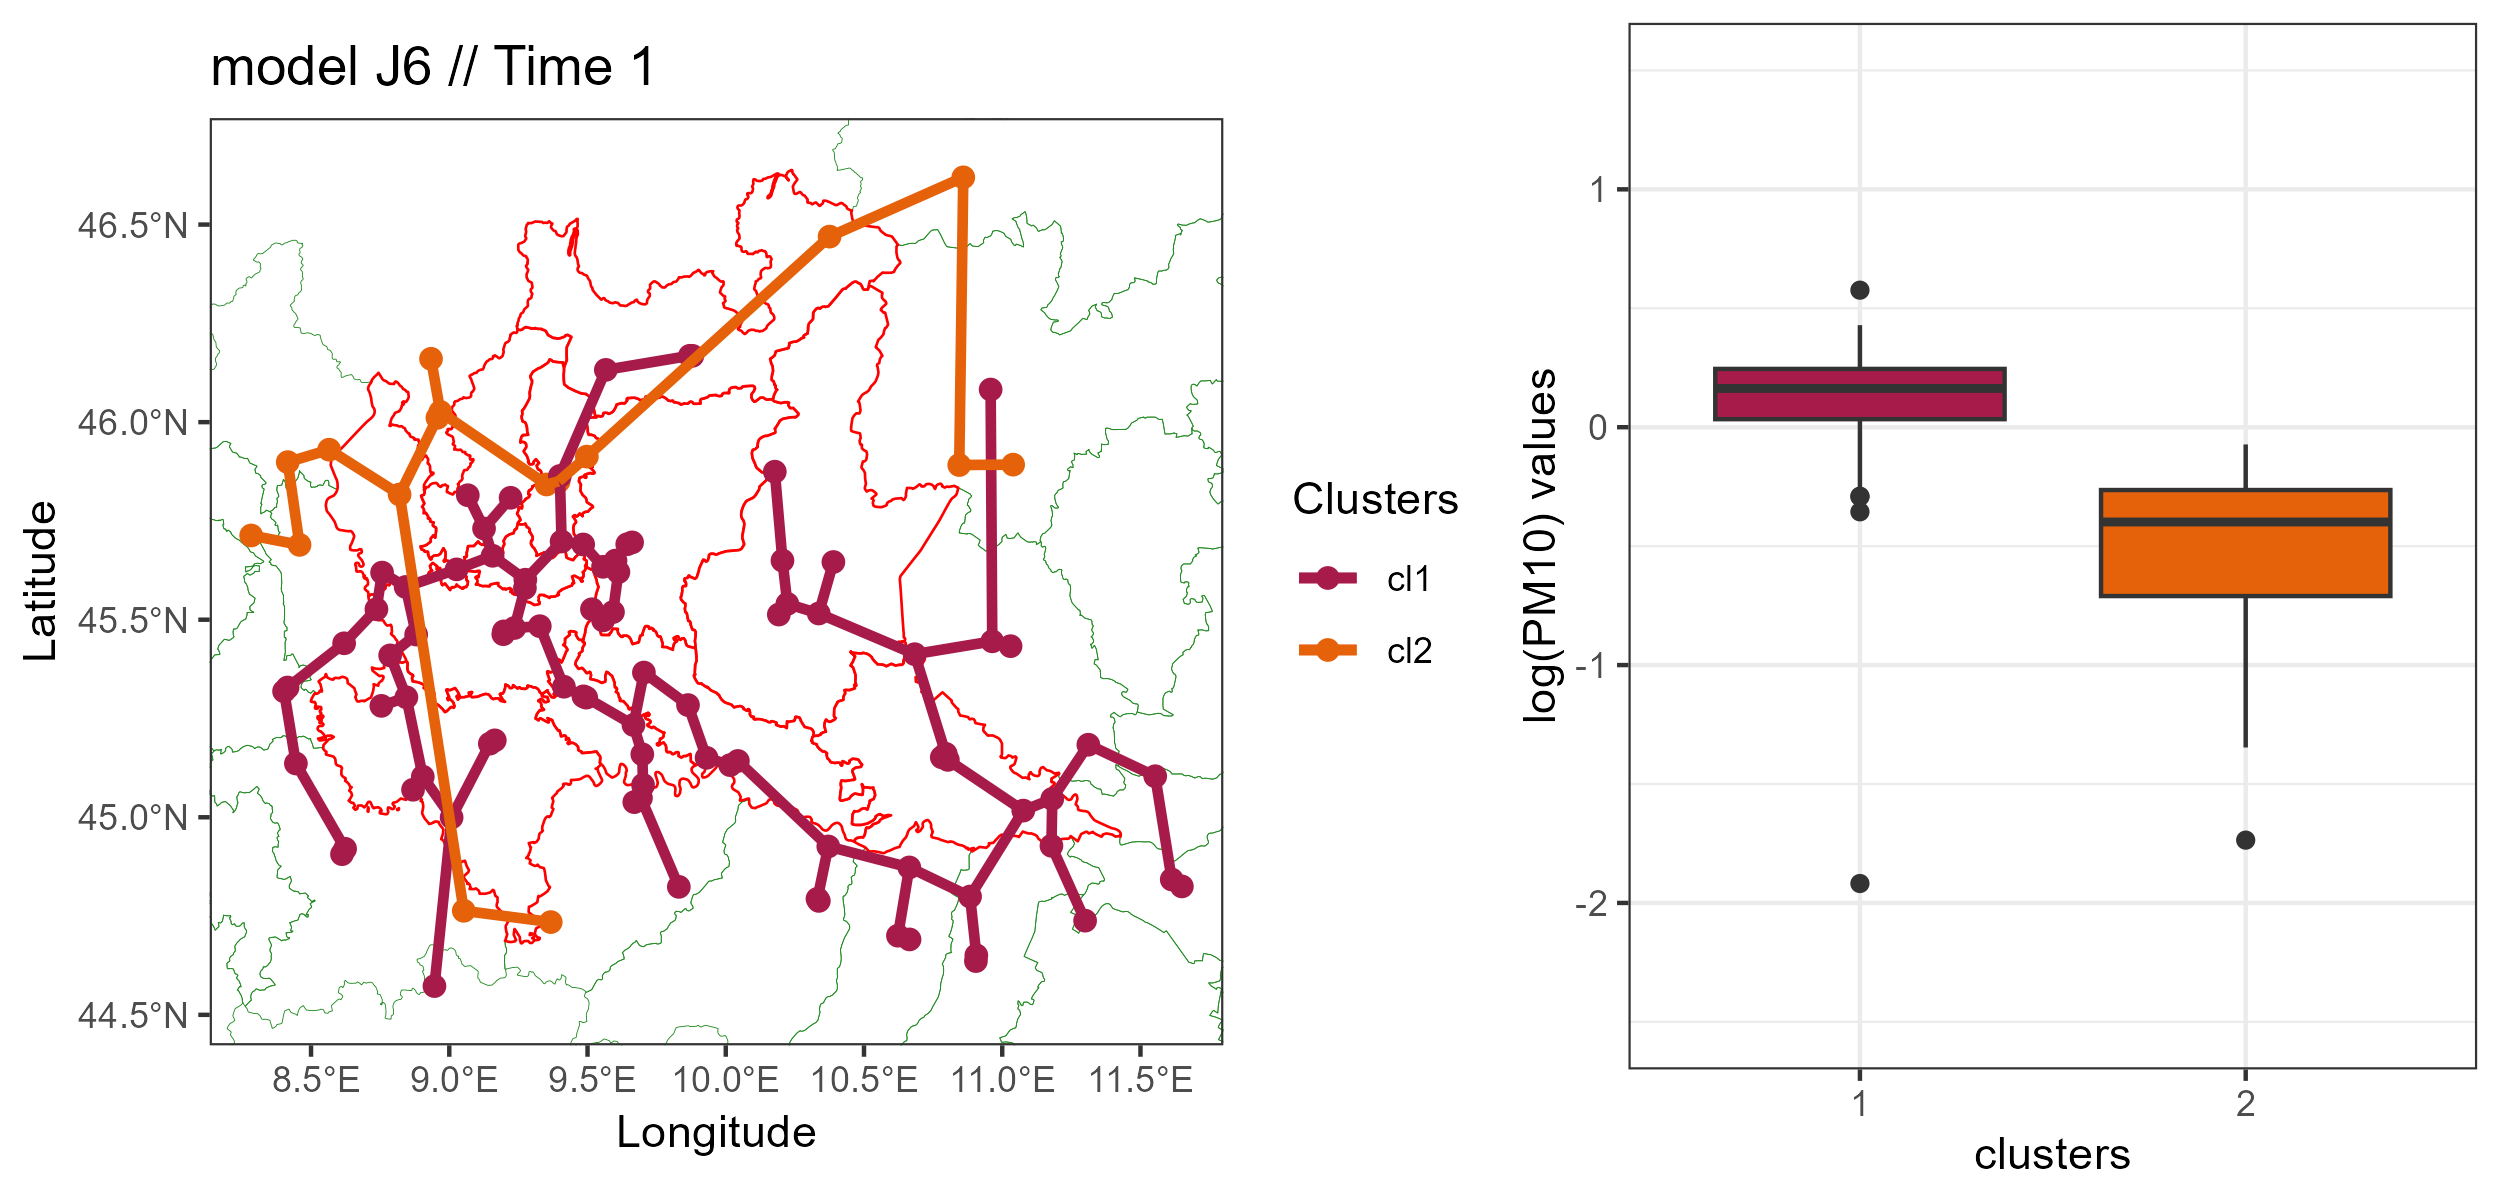 model J6 // Time 1
46.5°N
46.0°N
45.5°N
45.0°N
44.5°N
Latitude
8.5°E 9.0°E 9.5°E 10.0°E 10.5°E 11.0°E 11.5°E
Longitude
Clusters
cl1
cl2
log(PM10) values
1
0
-1
-2
1 2
clusters